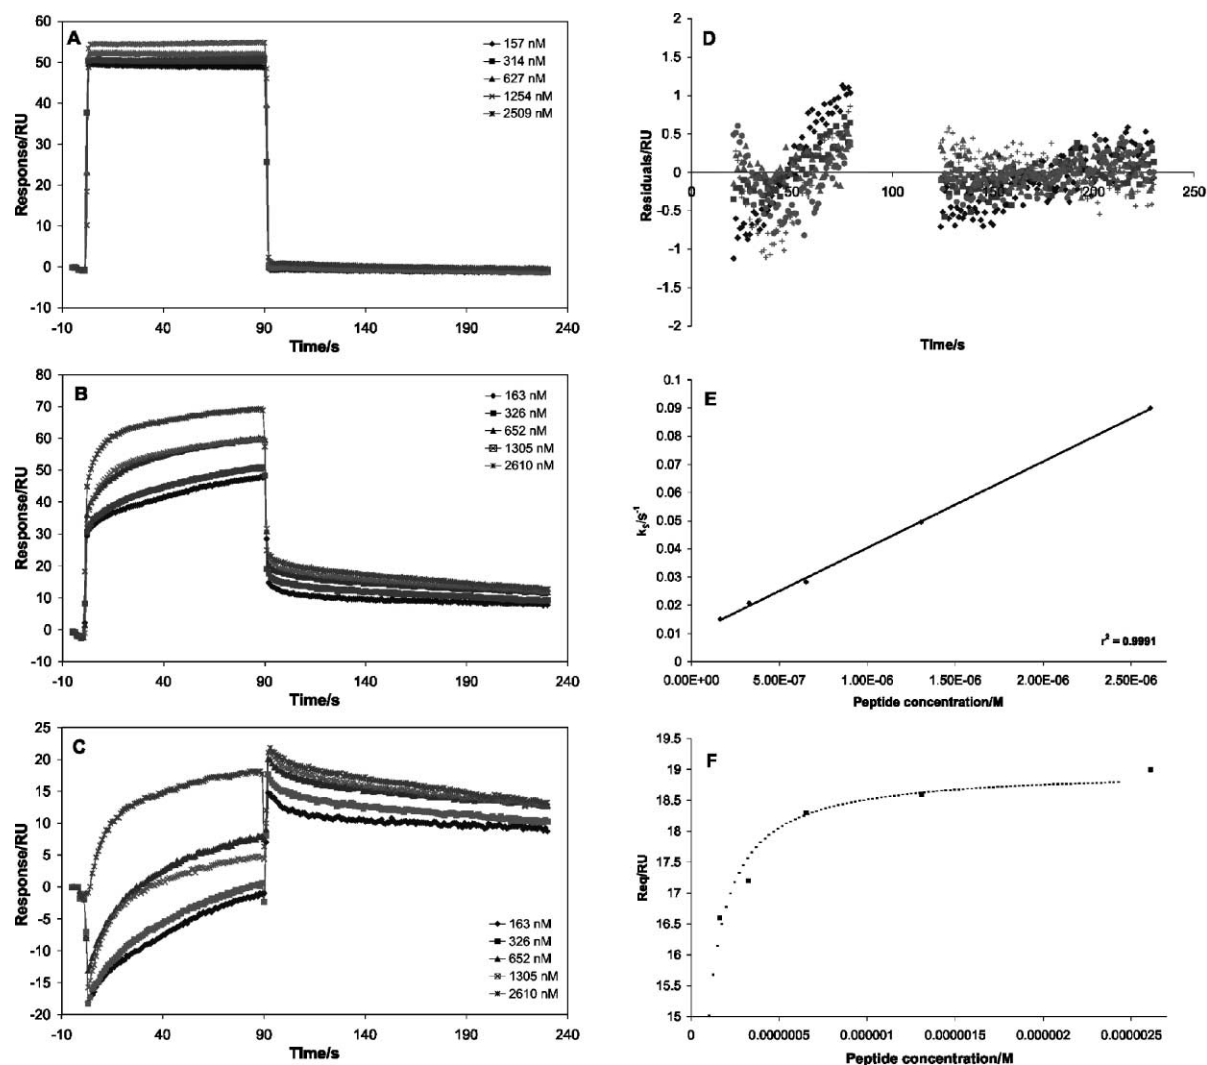 A
Response/RU
60
50
40
30
20
10
0
-10
-10 40 90 140 190 240
Time/s
157 nM
314 nM
627 nM
1254 nM
2509 nM
B
Response/RU
80
70
60
50
40
30
20
10
0
-10
-10 40 90 140 190 240
Time/s
163 nM
326 nM
652 nM
1305 nM
2610 nM
C
Response/RU
25
20
15
10
5
0
-5
-10
-15
-20
-10 40 90 140 190 240
Time/s
163 nM
326 nM
652 nM
1305 nM
2610 nM
D
Residuals/RU
2
1.5
1
0.5
0
-0.5
-1
-1.5
-2
0 50 100 150 200 250
Time/s
E
ks/s-1
0.1
0.09
0.08
0.07
0.06
0.05
0.04
0.03
0.02
0.01
0
0.00E+00 5.00E-07 1.00E-06 1.50E-06 2.00E-06 2.50E-06
r² = 0.9991
Peptide concentration/M
F
Req/RU
19.5
19
18.5
18
17.5
17
16.5
16
15.5
15
0 0.0000005 0.000001 0.0000015 0.000002 0.0000025
Peptide concentration/M